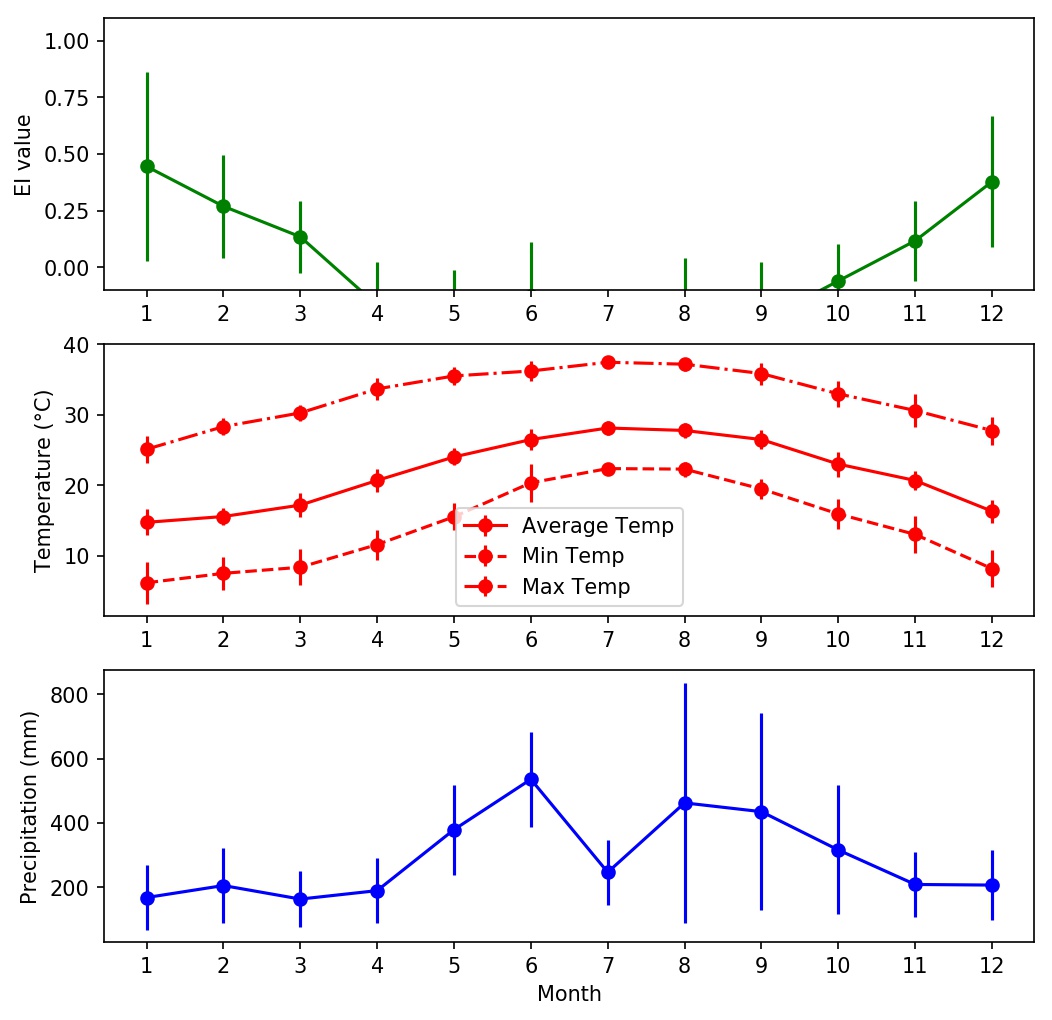 EI value
1.00
0.75
0.50
0.25
0.00
1 2 3 4 5 6 7 8 9 10 11 12
Temperature (°C)
40
30
20
10
Average Temp
Min Temp
Max Temp
1 2 3 4 5 6 7 8 9 10 11 12
Precipitation (mm)
800
600
400
200
1 2 3 4 5 6 7 8 9 10 11 12
Month